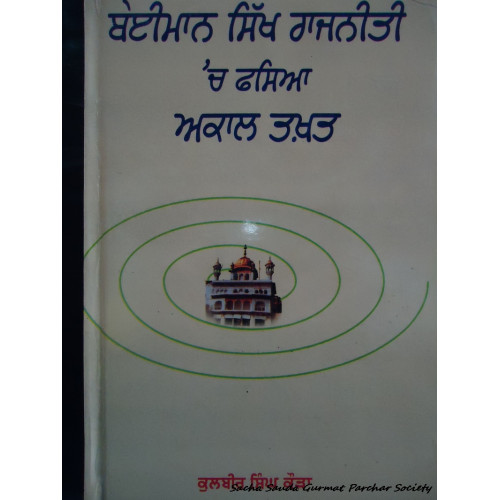 ਬੇਈਮਾਨ ਸਿੱਖ ਰਾਜਨੀਤੀ
'ਚ ਫਸਿਆ
ਅਕਾਲ ਤਖ਼ਤ
ਕੁਲਬੀਰ ਸਿੰਘ ਕੌੜਾ
Sacha Sauda Gurmat Parchar Society